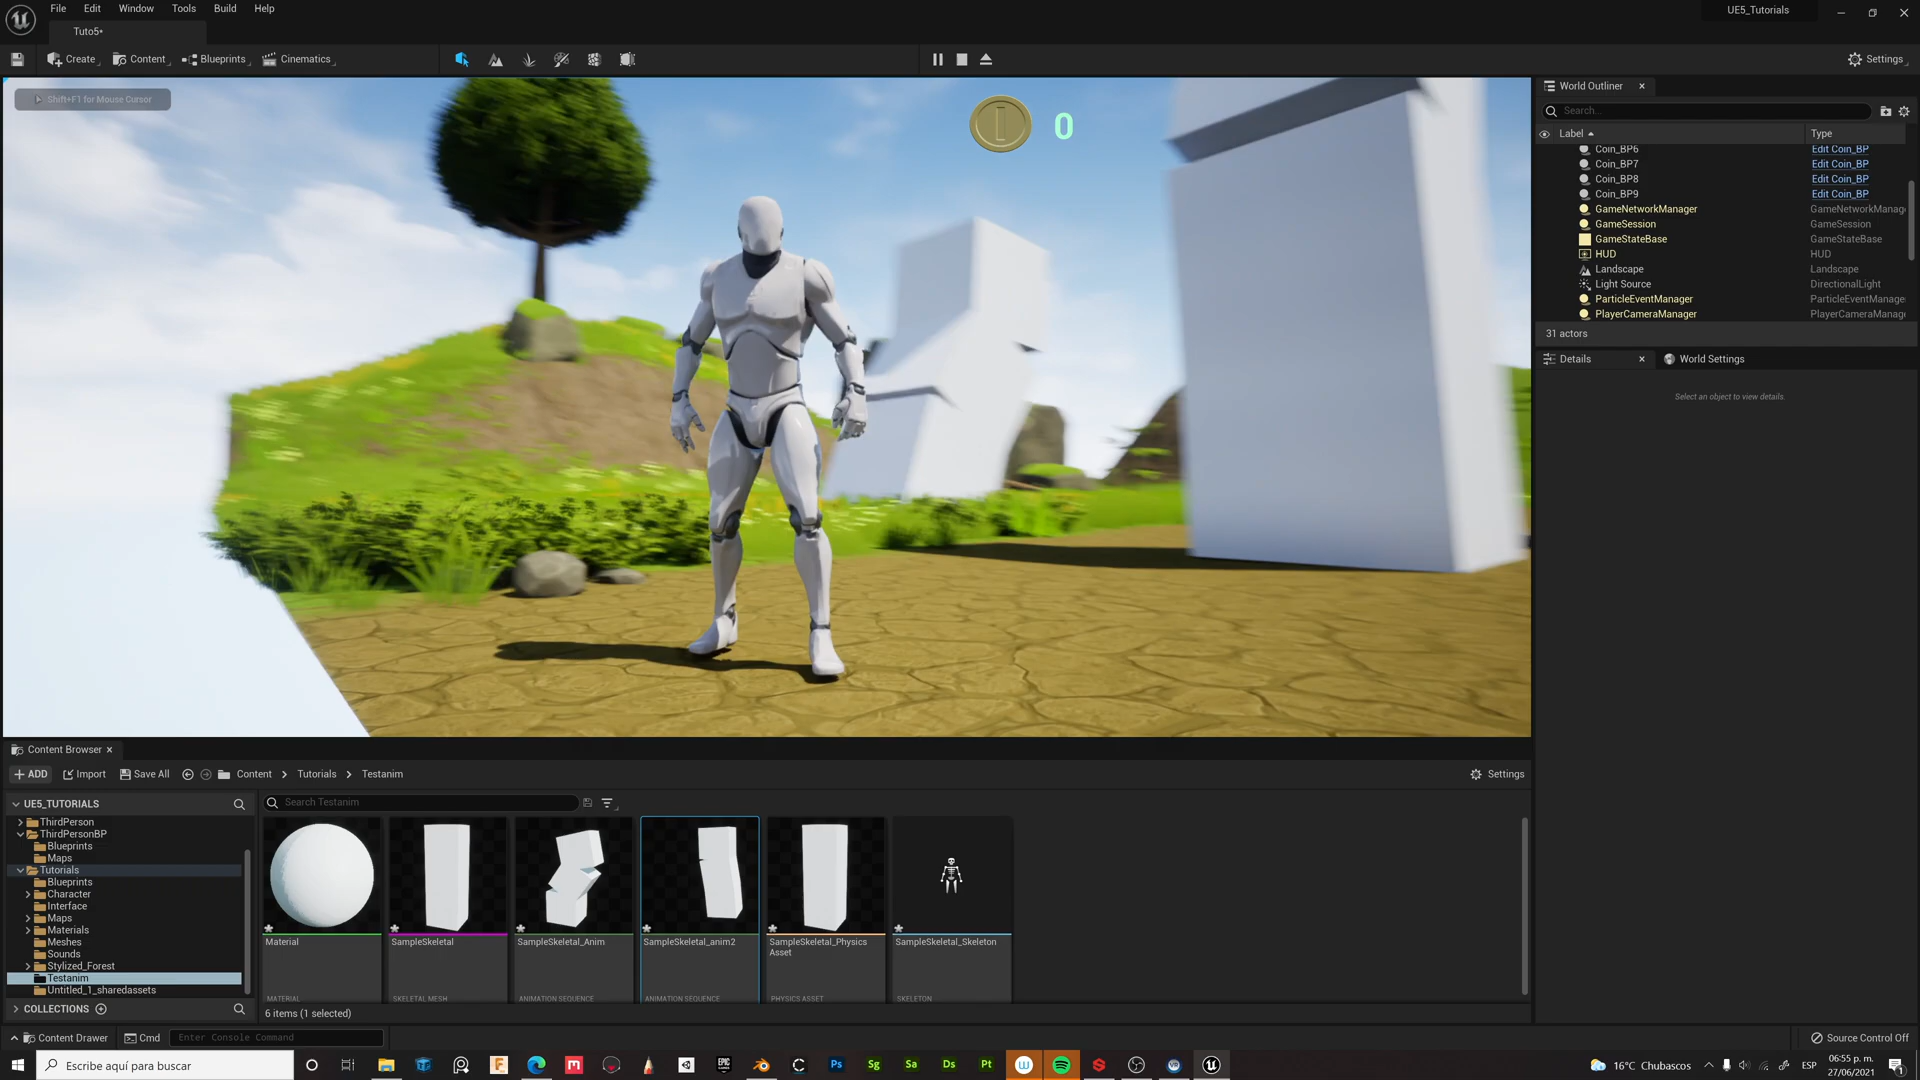 File Edit Window Tools Build Help
UE5_Tutorials
Tuto5•
Create
Content
Blueprints
Cinematics
Settings
Shift+F1 for Mouse Cursor
0
World Outliner
Search...
Label
Type
Coin_BP6 Edit Coin_BP
Coin_BP7 Edit Coin_BP
Coin_BP8 Edit Coin_BP
Coin_BP9 Edit Coin_BP
GameNetworkManager GameNetworkManag
GameSession GameSession
GameStateBase GameStateBase
HUD HUD
Landscape Landscape
Light Source DirectionalLight
ParticleEventManager ParticleEventManage
PlayerCameraManager PlayerCameraManag
31 actors
Details
World Settings
Select an object to view details.
Content Browser
ADD
Import
Save All
Content
Tutorials
Testanim
Settings
UE5_TUTORIALS
ThirdPerson
ThirdPersonBP
Blueprints
Maps
Tutorials
Blueprints
Character
Interface
Maps
Materials
Meshes
Sounds
Stylized_Forest
Testanim
Untitled_1_sharedassets
COLLECTIONS
Search Testanim
Material
MATERIAL
SampleSkeletal
SKELETAL MESH
SampleSkeletal_Anim
ANIMATION SEQUENCE
SampleSkeletal_anim2
ANIMATION SEQUENCE
SampleSkeletal_Physics
Asset
PHYSICS ASSET
SampleSkeletal_Skeleton
SKELETON
6 items (1 selected)
Content Drawer
Cmd
Enter Console Command
Source Control Off
Escribe aquí para buscar
EPIC
GAMES
Ps
Sg
Sa
Ds
Pt
16°C Chubascos
ESP
06:55 p. m.
27/06/2021
1